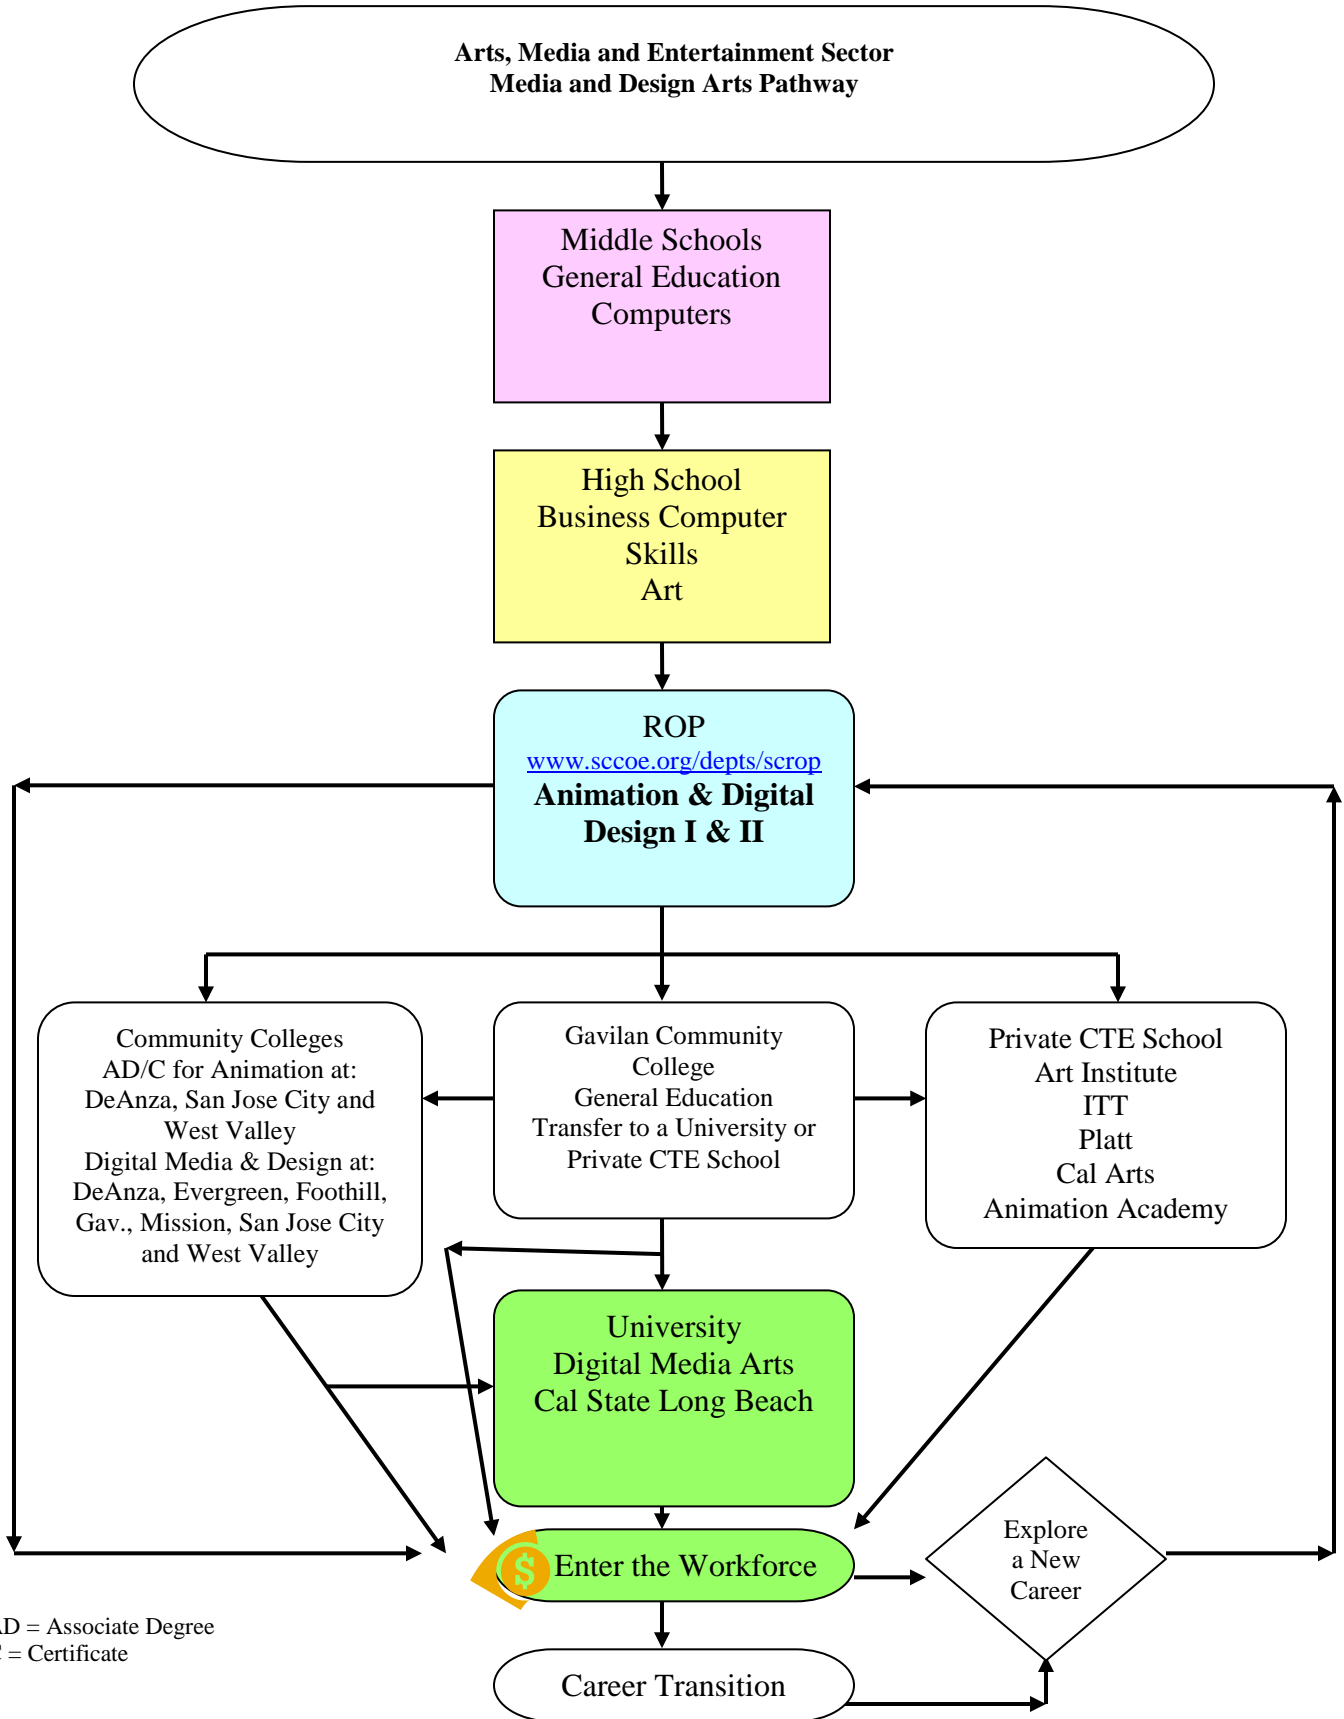 Arts, Media and Entertainment Sector
Media and Design Arts Pathway
Middle Schools
General Education
Computers
High School
Business Computer
Skills
Art
ROP
www.sccoe.org/depts/scrop
Animation & Digital
Design I & II
Community Colleges
AD/C for Animation at:
DeAnza, San Jose City and
West Valley
Digital Media & Design at:
DeAnza, Evergreen, Foothill,
Gav., Mission, San Jose City
and West Valley
Gavilan Community
College
General Education
Transfer to a University or
Private CTE School
Private CTE School
Art Institute
ITT
Platt
Cal Arts
Animation Academy
University
Digital Media Arts
Cal State Long Beach
$ Enter the Workforce
Explore
a New
Career
AD = Associate Degree
C = Certificate
Career Transition